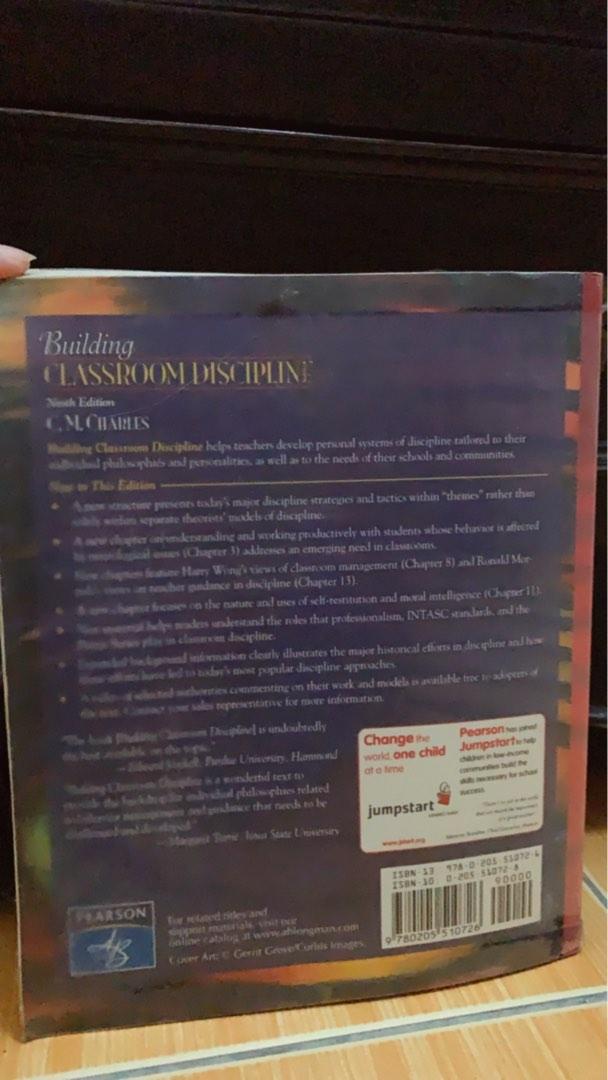 Building
CLASSROOM DISCIPLINE
Ninth Edition
C. M. CHARLES
Building Classroom Discipline helps teachers develop personal systems of discipline tailored to their
individual philosophies and personalities, as well as to the needs of their schools and communities.
New to This Edition
A new structure presents today's major discipline strategies and tactics within "themes" rather than
solely within separate theorists' models of discipline.
A new chapter on understanding and working productively with students whose behavior is affected
by neurological issues (Chapter 3) addresses an emerging need in classrooms.
New chapters feature Harry Wong's views of classroom management (Chapter 8) and Ronald Mor-
rish's views on teacher guidance in discipline (Chapter 13).
A new chapter focuses on the nature and uses of self-restitution and moral intelligence (Chapter 11).
New material helps readers understand the roles that professionalism, INTASC standards, and the
Praxis Series play in classroom discipline.
Expanded background information clearly illustrates the major historical efforts in discipline and how
those efforts have led to today's most popular discipline approaches.
A video of selected authorities commenting on their work and models is available free to adopters of
the text. Contact your sales representative for more information.
"The book [Building Classroom Discipline] is undoubtedly
the best available on the topic."
Purdue University, Hammond
"Building Classroom Discipline is a wonderful text to
provide the background of individual philosophies related
to behavior management and guidance that needs to be
and developed."
—Margaret Torrie, Iowa State University
Change the
world, one child
at a time
jumpstart
www.jstart.org
Pearson has joined
Jumpstart to help
children in low-income
communities build the
skills necessary for school
success.
ISBN-13 978-0-205-51072-6
ISBN-10: 0-205-51072-8
90000
9 780205 510726
PEARSON
AB
For related titles and
support materials, visit our
online catalog at www.ablongman.com
Cover Art: © Gerrit Greve/Corbis Images.